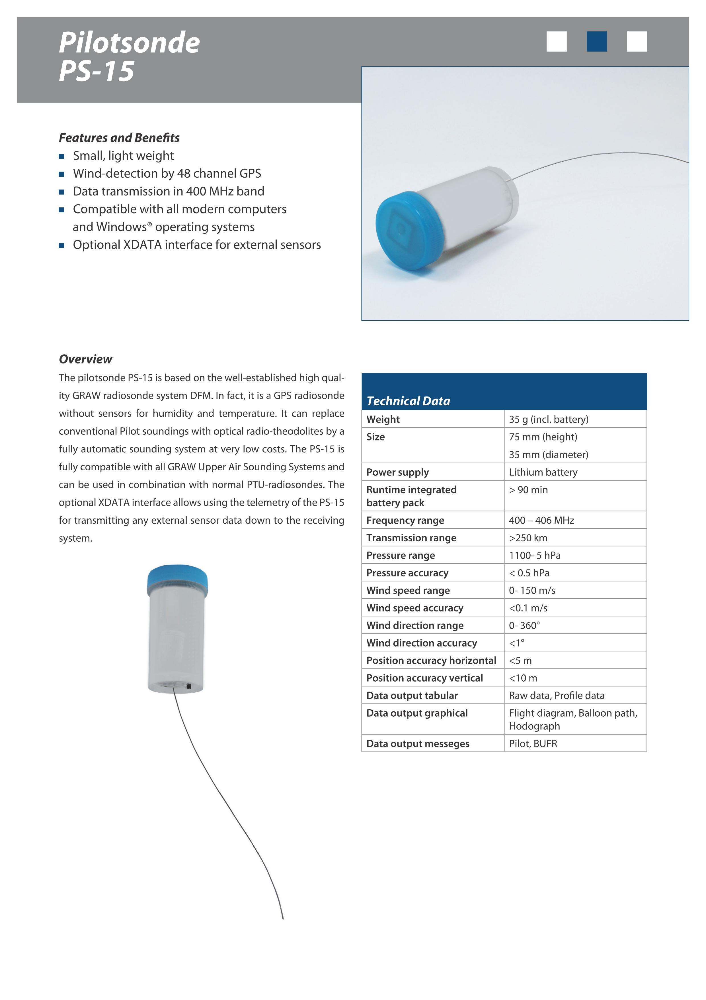 Pilotsonde
PS-15
Features and Benefits
■ Small, light weight
■ Wind-detection by 48 channel GPS
■ Data transmission in 400 MHz band
■ Compatible with all modern computers
and Windows® operating systems
■ Optional XDATA interface for external sensors
Overview
The pilotsonde PS-15 is based on the well-established high qual-
ity GRAW radiosonde system DFM. In fact, it is a GPS radiosonde
without sensors for humidity and temperature. It can replace
conventional Pilot soundings with optical radio-theodolites by a
fully automatic sounding system at very low costs. The PS-15 is
fully compatible with all GRAW Upper Air Sounding Systems and
can be used in combination with normal PTU-radiosondes. The
optional XDATA interface allows using the telemetry of the PS-15
for transmitting any external sensor data down to the receiving
system.
Technical Data
Weight 35 g (incl. battery)
Size 75 mm (height)
35 mm (diameter)
Power supply Lithium battery
Runtime integrated > 90 min
battery pack
Frequency range 400 – 406 MHz
Transmission range >250 km
Pressure range 1100- 5 hPa
Pressure accuracy < 0.5 hPa
Wind speed range 0- 150 m/s
Wind speed accuracy <0.1 m/s
Wind direction range 0- 360°
Wind direction accuracy <1°
Position accuracy horizontal <5 m
Position accuracy vertical <10 m
Data output tabular Raw data, Profile data
Data output graphical Flight diagram, Balloon path,
Hodograph
Data output messeges Pilot, BUFR